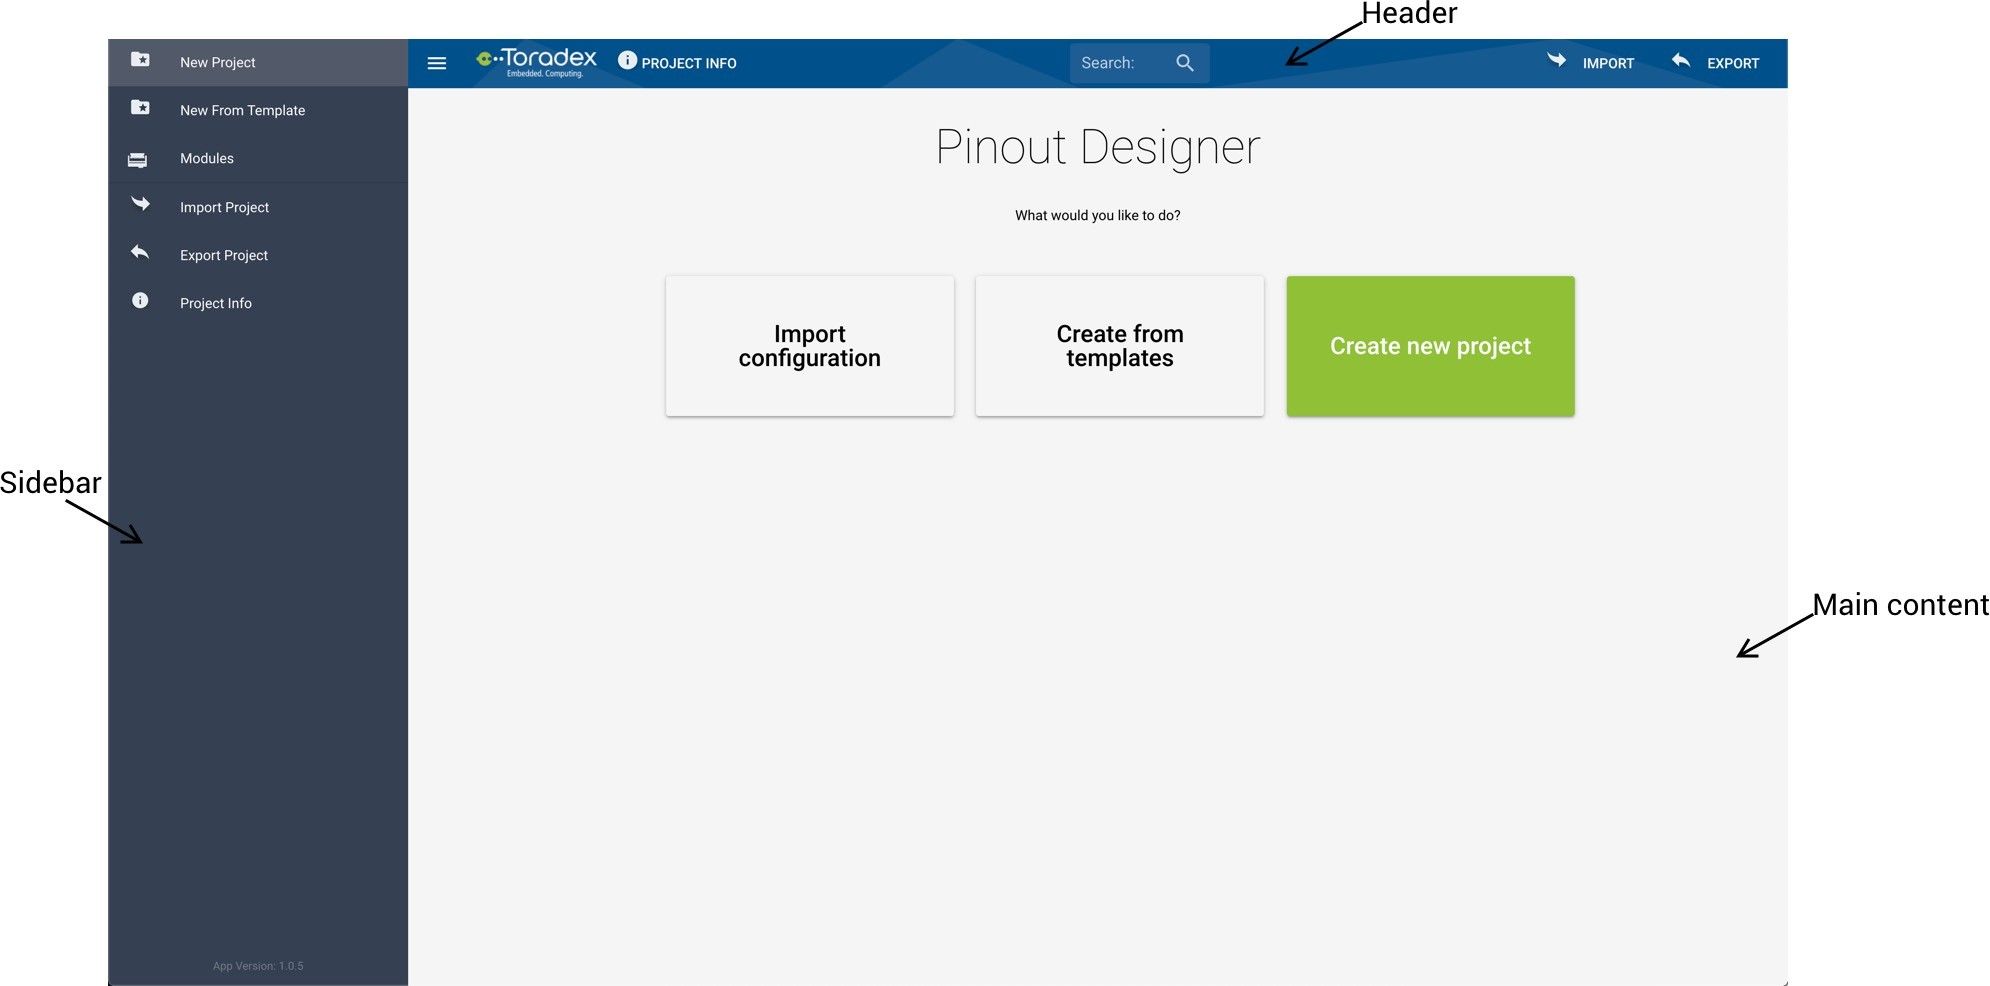 Header
New Project
New From Template
Modules
Import Project
Export Project
Project Info
App Version: 1.0.5
Toradex
Embedded. Computing.
PROJECT INFO
Search:
IMPORT
EXPORT
Pinout Designer
What would you like to do?
Import
configuration
Create from
templates
Create new project
Sidebar
Main content